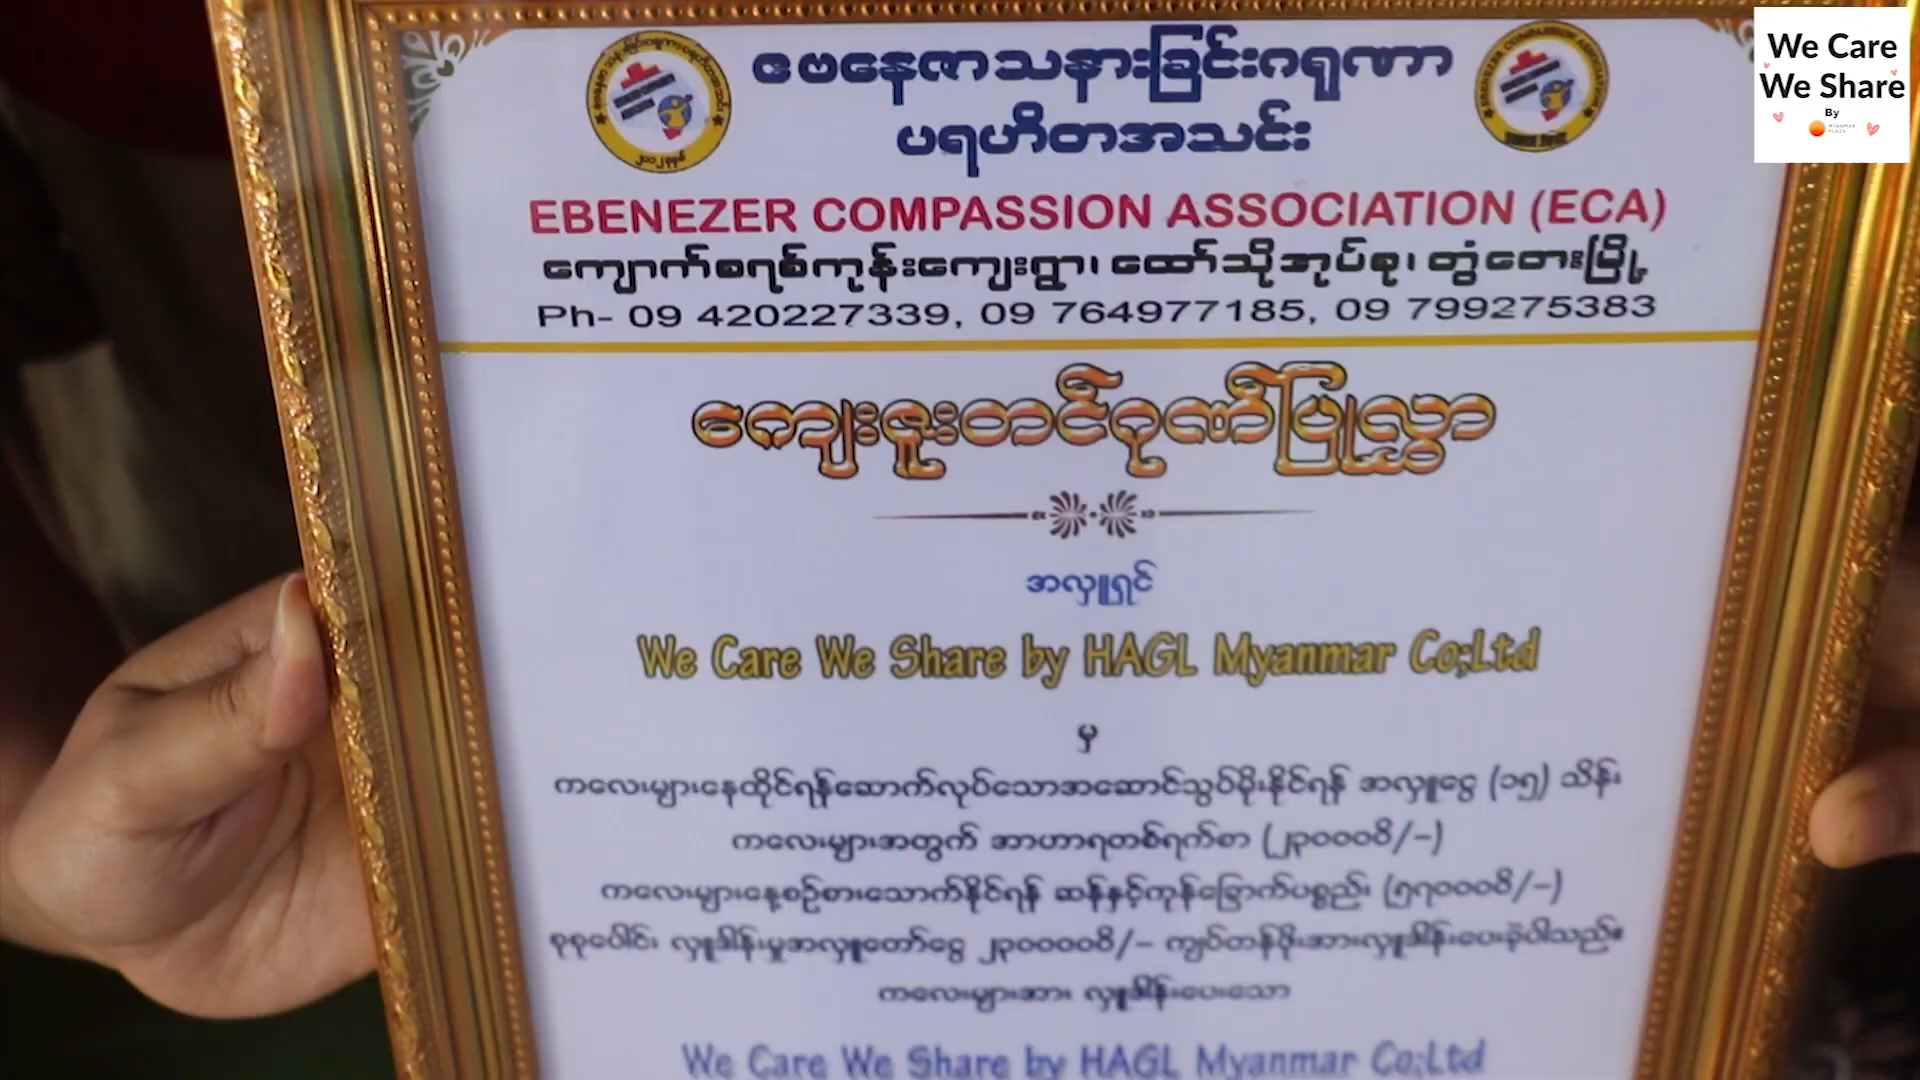 ဧဗနေဇာသနားခြင်းဂရုဏာ
ပရဟိတအသင်း
EBENEZER COMPASSION ASSOCIATION (ECA)
ကျောက်စရစ်ကုန်းကျေးရွာ၊ ထော်သိုအုပ်စု၊ တွံတေးမြို့
Ph- 09 420227339, 09 764977185, 09 799275383
ကျေးဇူးတင်ဂုဏ်ပြုလွှာ
အလှူရှင်
We Care We Share by HAGL Myanmar Co;Ltd
မှ
ကလေးများနေထိုင်ရန်ဆောက်လုပ်သောအဆောင်သွပ်မိုးနိုင်ရန် အလှူငွေ (၁၅) သိန်း
ကလေးများအတွက် အာဟာရတစ်ရက်စာ (၂၃၀၀၀၀ိ/-)
ကလေးများနေ့စဉ်စားသောက်နိုင်ရန် ဆန်နှင့်ကုန်ခြောက်ပစ္စည်း (၅၇၀၀၀ိ/-)
စုစုပေါင်း လှူဒါန်းမှုအလှူတော်ငွေ ၂၃၀၀၀၀၀ိ/- ကျပ်တန်ဖိုးအားလှူဒါန်းပေးခဲ့ပါသည်။
ကလေးများအား လှူဒါန်းပေးသော
We Care We Share by HAGL Myanmar Co;Ltd
We Care
We Share
By
MYANMAR
PLAZA